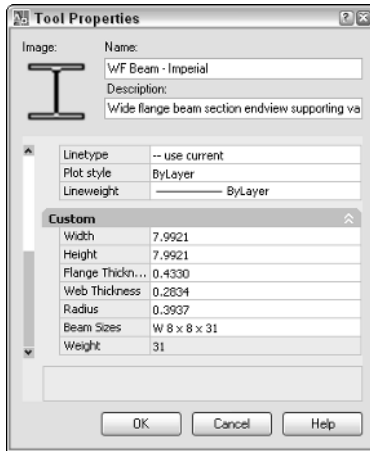 Tool Properties
Image:
Name:
WF Beam - Imperial
Description:
Wide flange beam section endview supporting va
Linetype -- use current
Plot style ByLayer
Lineweight ByLayer
Custom
Width 7.9921
Height 7.9921
Flange Thickn... 0.4330
Web Thickness 0.2834
Radius 0.3937
Beam Sizes W 8 x 8 x 31
Weight 31
OK Cancel Help